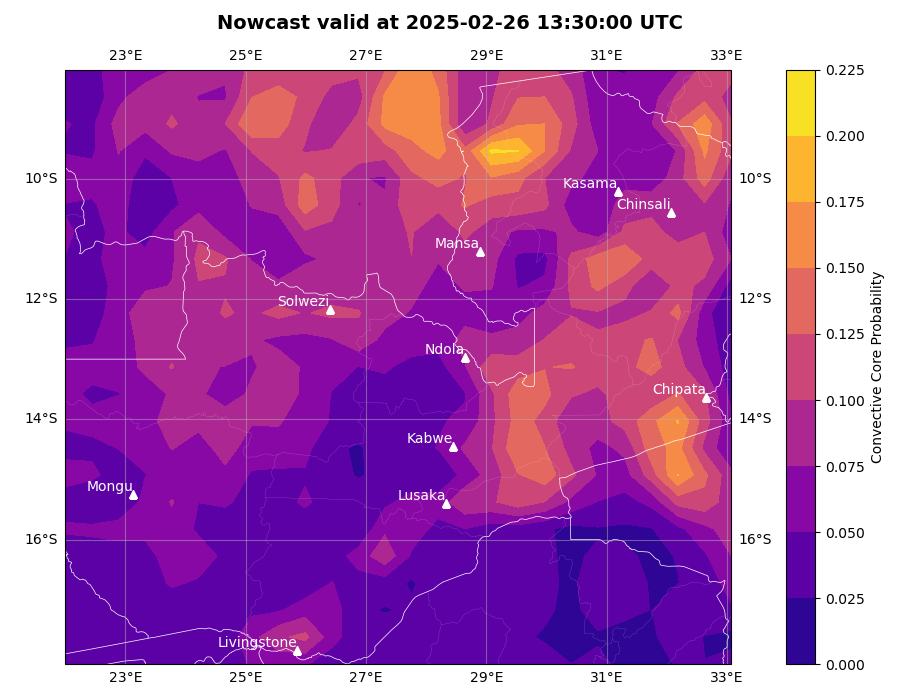 Nowcast valid at 2025-02-26 13:30:00 UTC
23°E 25°E 27°E 29°E 31°E 33°E
0.225
0.200
10°S Kasama 10°S
Chinsali
0.175
Mansa
0.150
12°S Solwezi 12°S
0.125
Ndola
Convective Core Probability
Chipata
0.100
14°S 14°S
Kabwe
0.075
Mongu
Lusaka
16°S 16°S
0.050
0.025
Livingstone
0.000
23°E 25°E 27°E 29°E 31°E 33°E